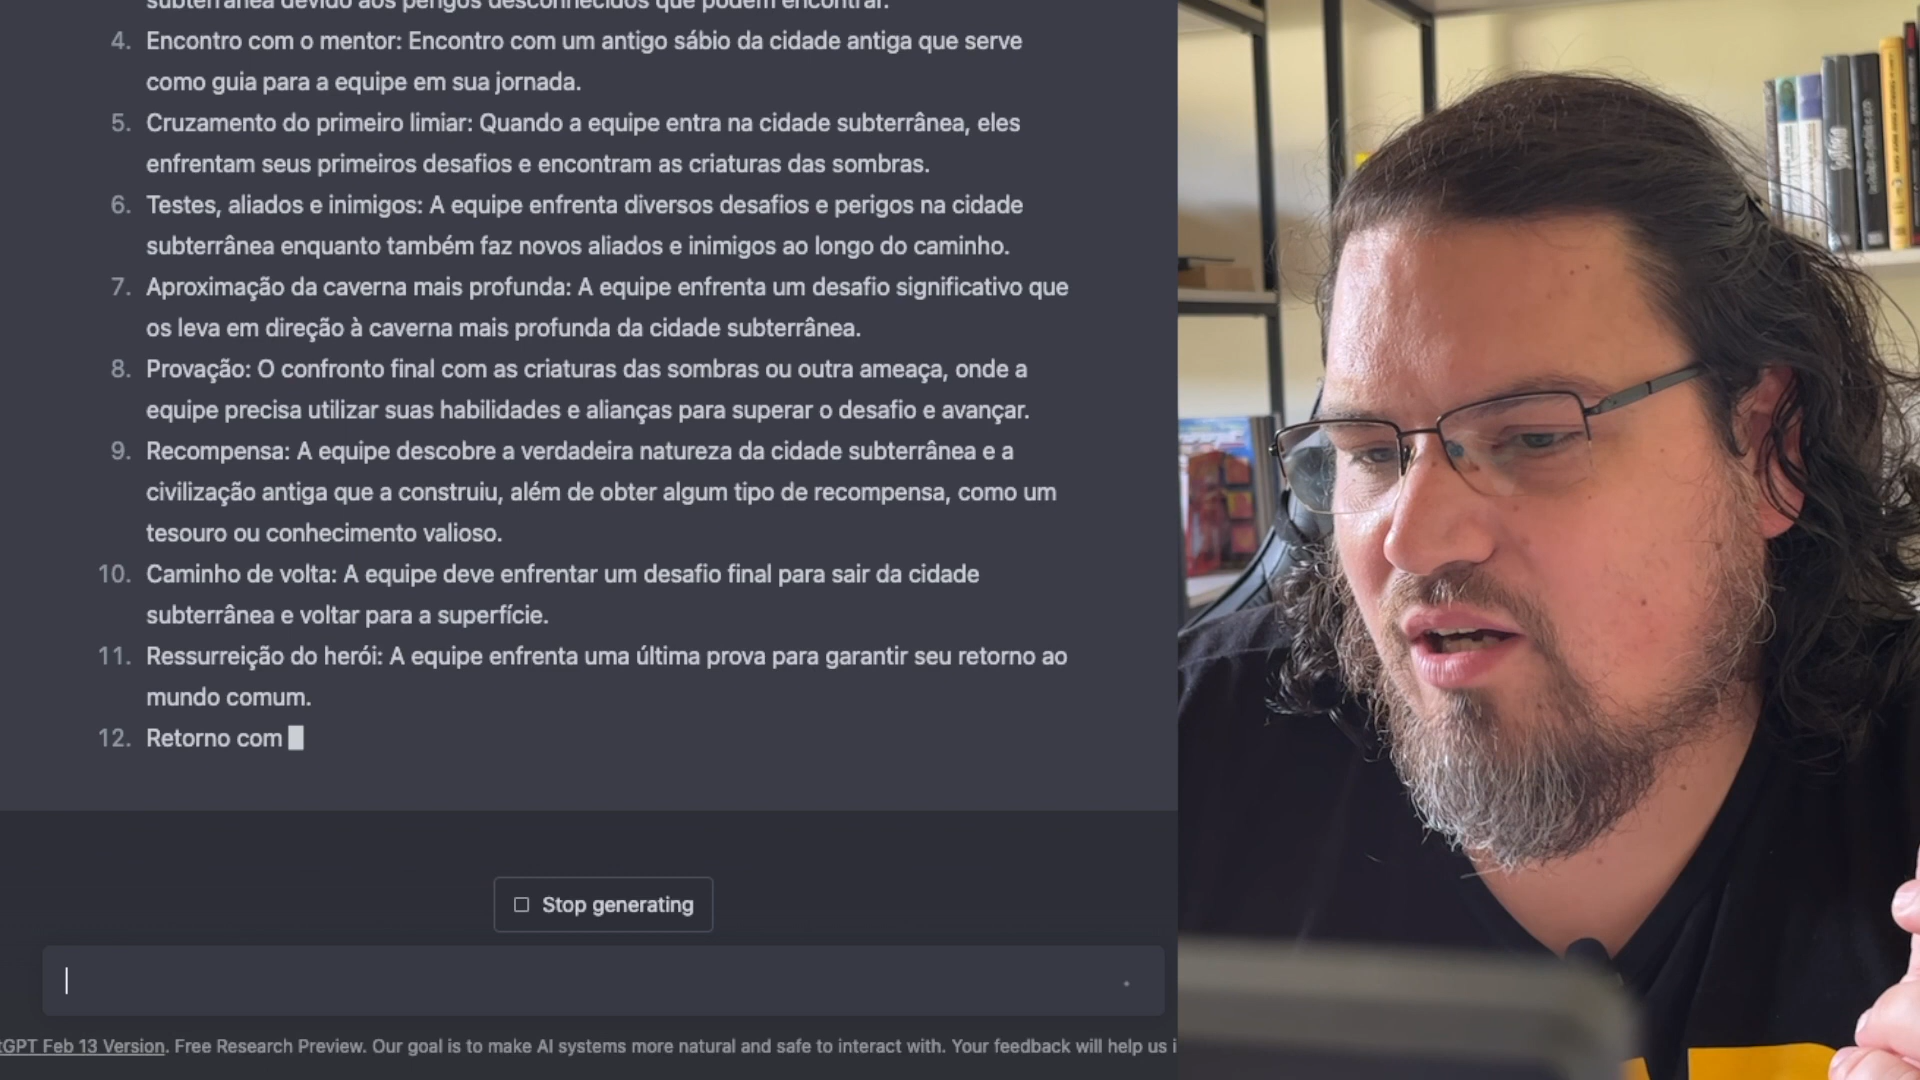 subterrânea devido aos perigos desconhecidos que podem encontrar.
4. Encontro com o mentor: Encontro com um antigo sábio da cidade antiga que serve
como guia para a equipe em sua jornada.
5. Cruzamento do primeiro limiar: Quando a equipe entra na cidade subterrânea, eles
enfrentam seus primeiros desafios e encontram as criaturas das sombras.
6. Testes, aliados e inimigos: A equipe enfrenta diversos desafios e perigos na cidade
subterrânea enquanto também faz novos aliados e inimigos ao longo do caminho.
7. Aproximação da caverna mais profunda: A equipe enfrenta um desafio significativo que
os leva em direção à caverna mais profunda da cidade subterrânea.
8. Provação: O confronto final com as criaturas das sombras ou outra ameaça, onde a
equipe precisa utilizar suas habilidades e alianças para superar o desafio e avançar.
9. Recompensa: A equipe descobre a verdadeira natureza da cidade subterrânea e a
civilização antiga que a construiu, além de obter algum tipo de recompensa, como um
tesouro ou conhecimento valioso.
10. Caminho de volta: A equipe deve enfrentar um desafio final para sair da cidade
subterrânea e voltar para a superfície.
11. Ressurreição do herói: A equipe enfrenta uma última prova para garantir seu retorno ao
mundo comum.
12. Retorno com
Stop generating
tGPT Feb 13 Version. Free Research Preview. Our goal is to make AI systems more natural and safe to interact with. Your feedback will help us i